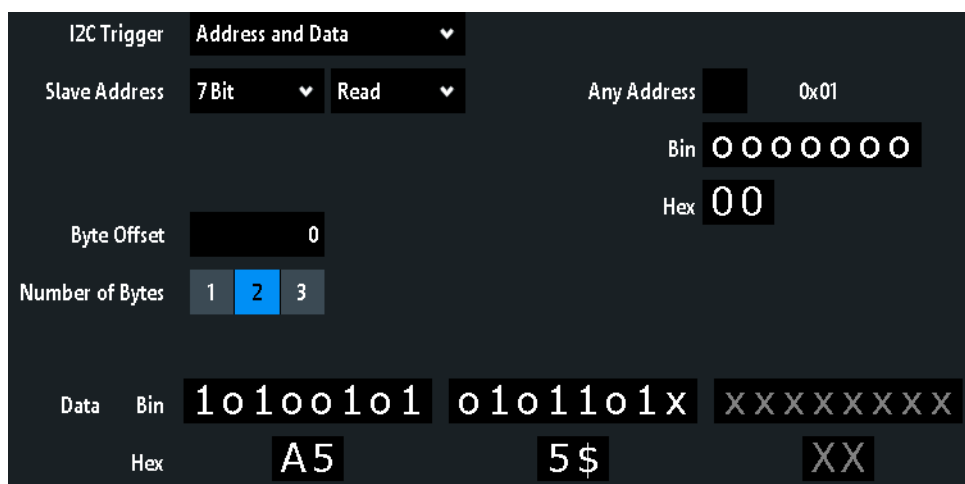 I2C Trigger Address and Data
Slave Address 7 Bit Read Any Address 0x01
Bin 0000000
Hex 00
Byte Offset 0
Number of Bytes 1 2 3
Data Bin 10100101 0101101X XXXXXXXX
Hex A5 5$ XX